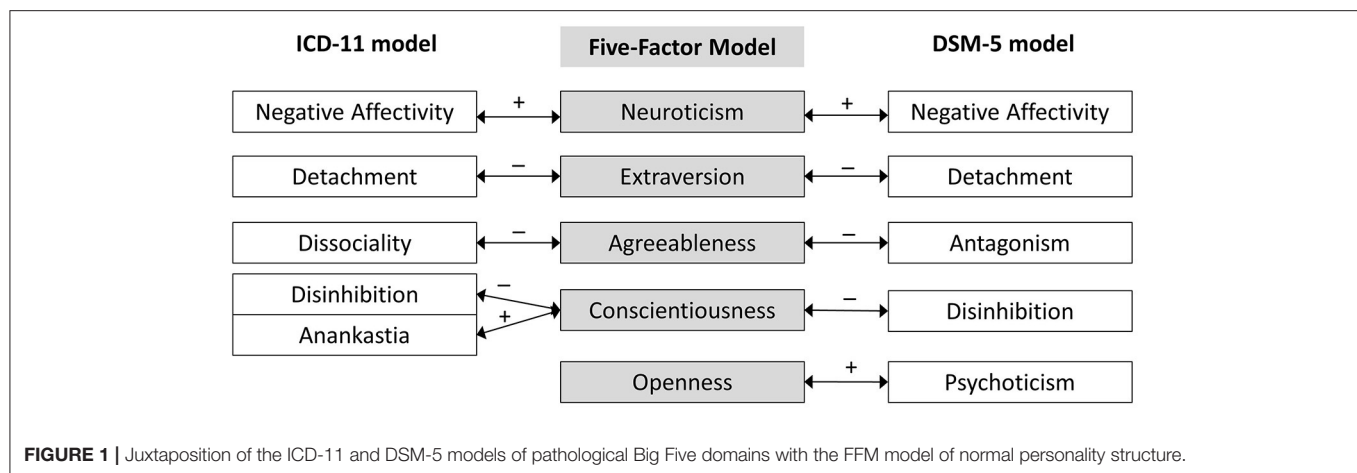 ICD-11 model Five-Factor Model DSM-5 model
+ +
Negative Affectivity Neuroticism Negative Affectivity
– –
Detachment Extraversion Detachment
– –
Dissociality Agreeableness Antagonism
Disinhibition – –
Conscientiousness Disinhibition
+
Anankastia
+
Openness Psychoticism
FIGURE 1 | Juxtaposition of the ICD-11 and DSM-5 models of pathological Big Five domains with the FFM model of normal personality structure.